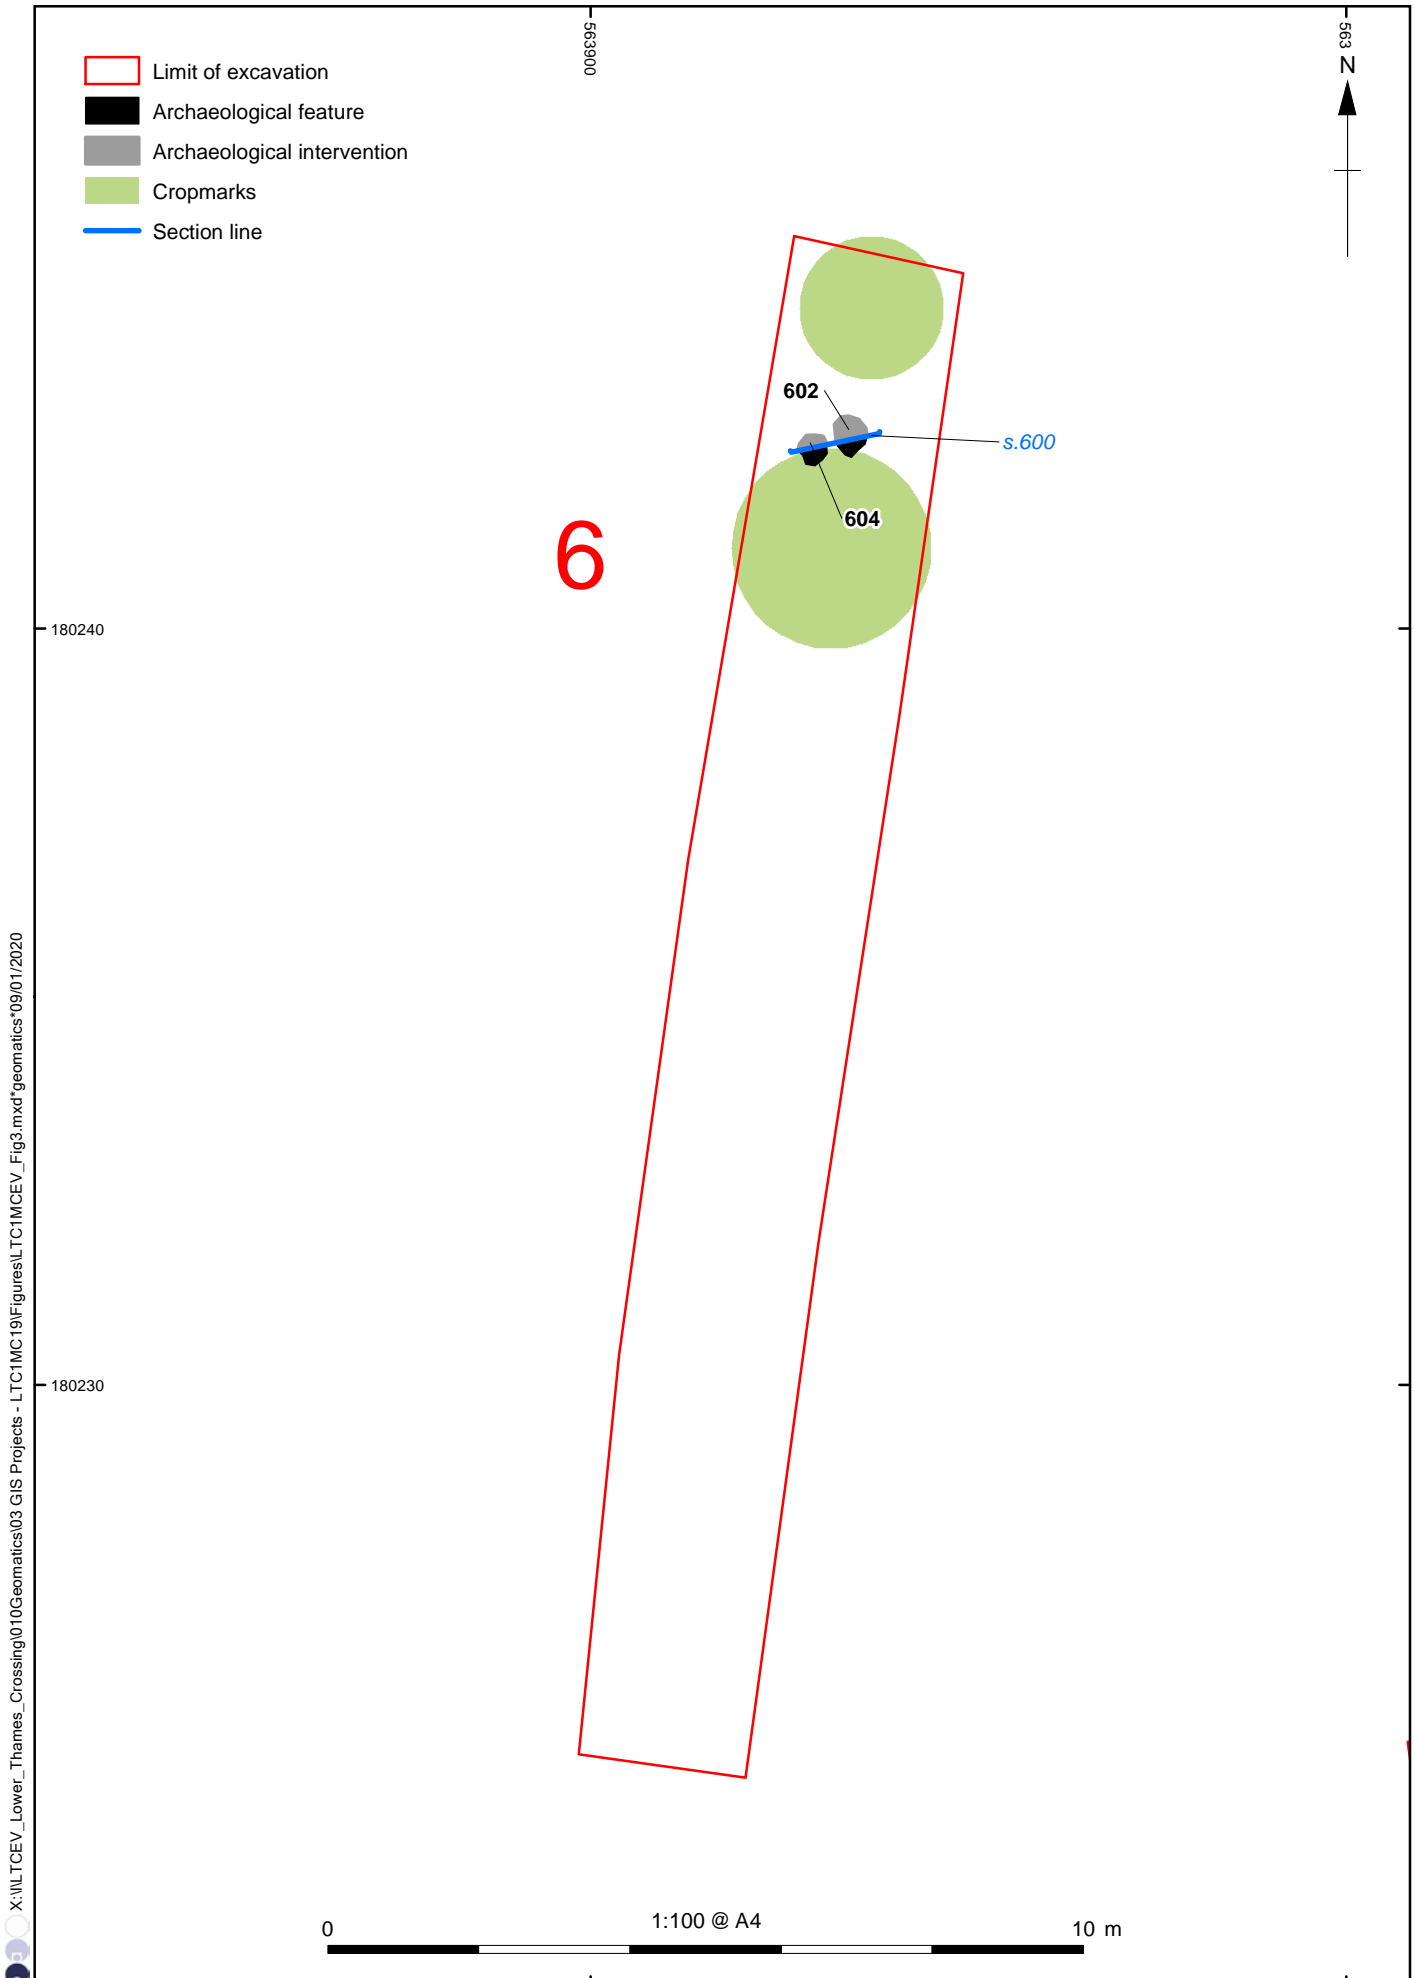 563900
563
N
Limit of excavation
Archaeological feature
Archaeological intervention
Cropmarks
Section line
602
s.600
604
6
180240
180230
X:\l\LTCEV_Lower_Thames_Crossing\010Geomatics\03 GIS Projects - LTC1MC19\Figures\LTC1MCEV_Fig3.mxd*geomatics*09/01/2020
0
1:100 @ A4
10 m